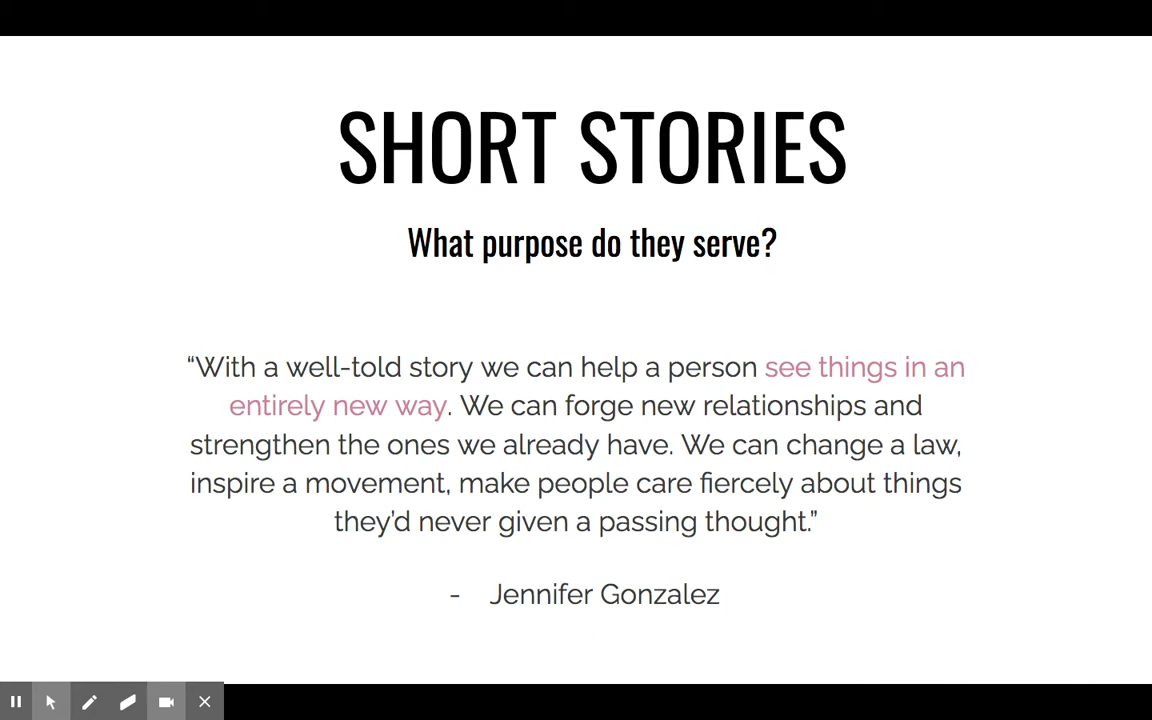 SHORT STORIES
What purpose do they serve?
“With a well-told story we can help a person see things in an
entirely new way. We can forge new relationships and
strengthen the ones we already have. We can change a law,
inspire a movement, make people care fiercely about things
they’d never given a passing thought.”
- Jennifer Gonzalez